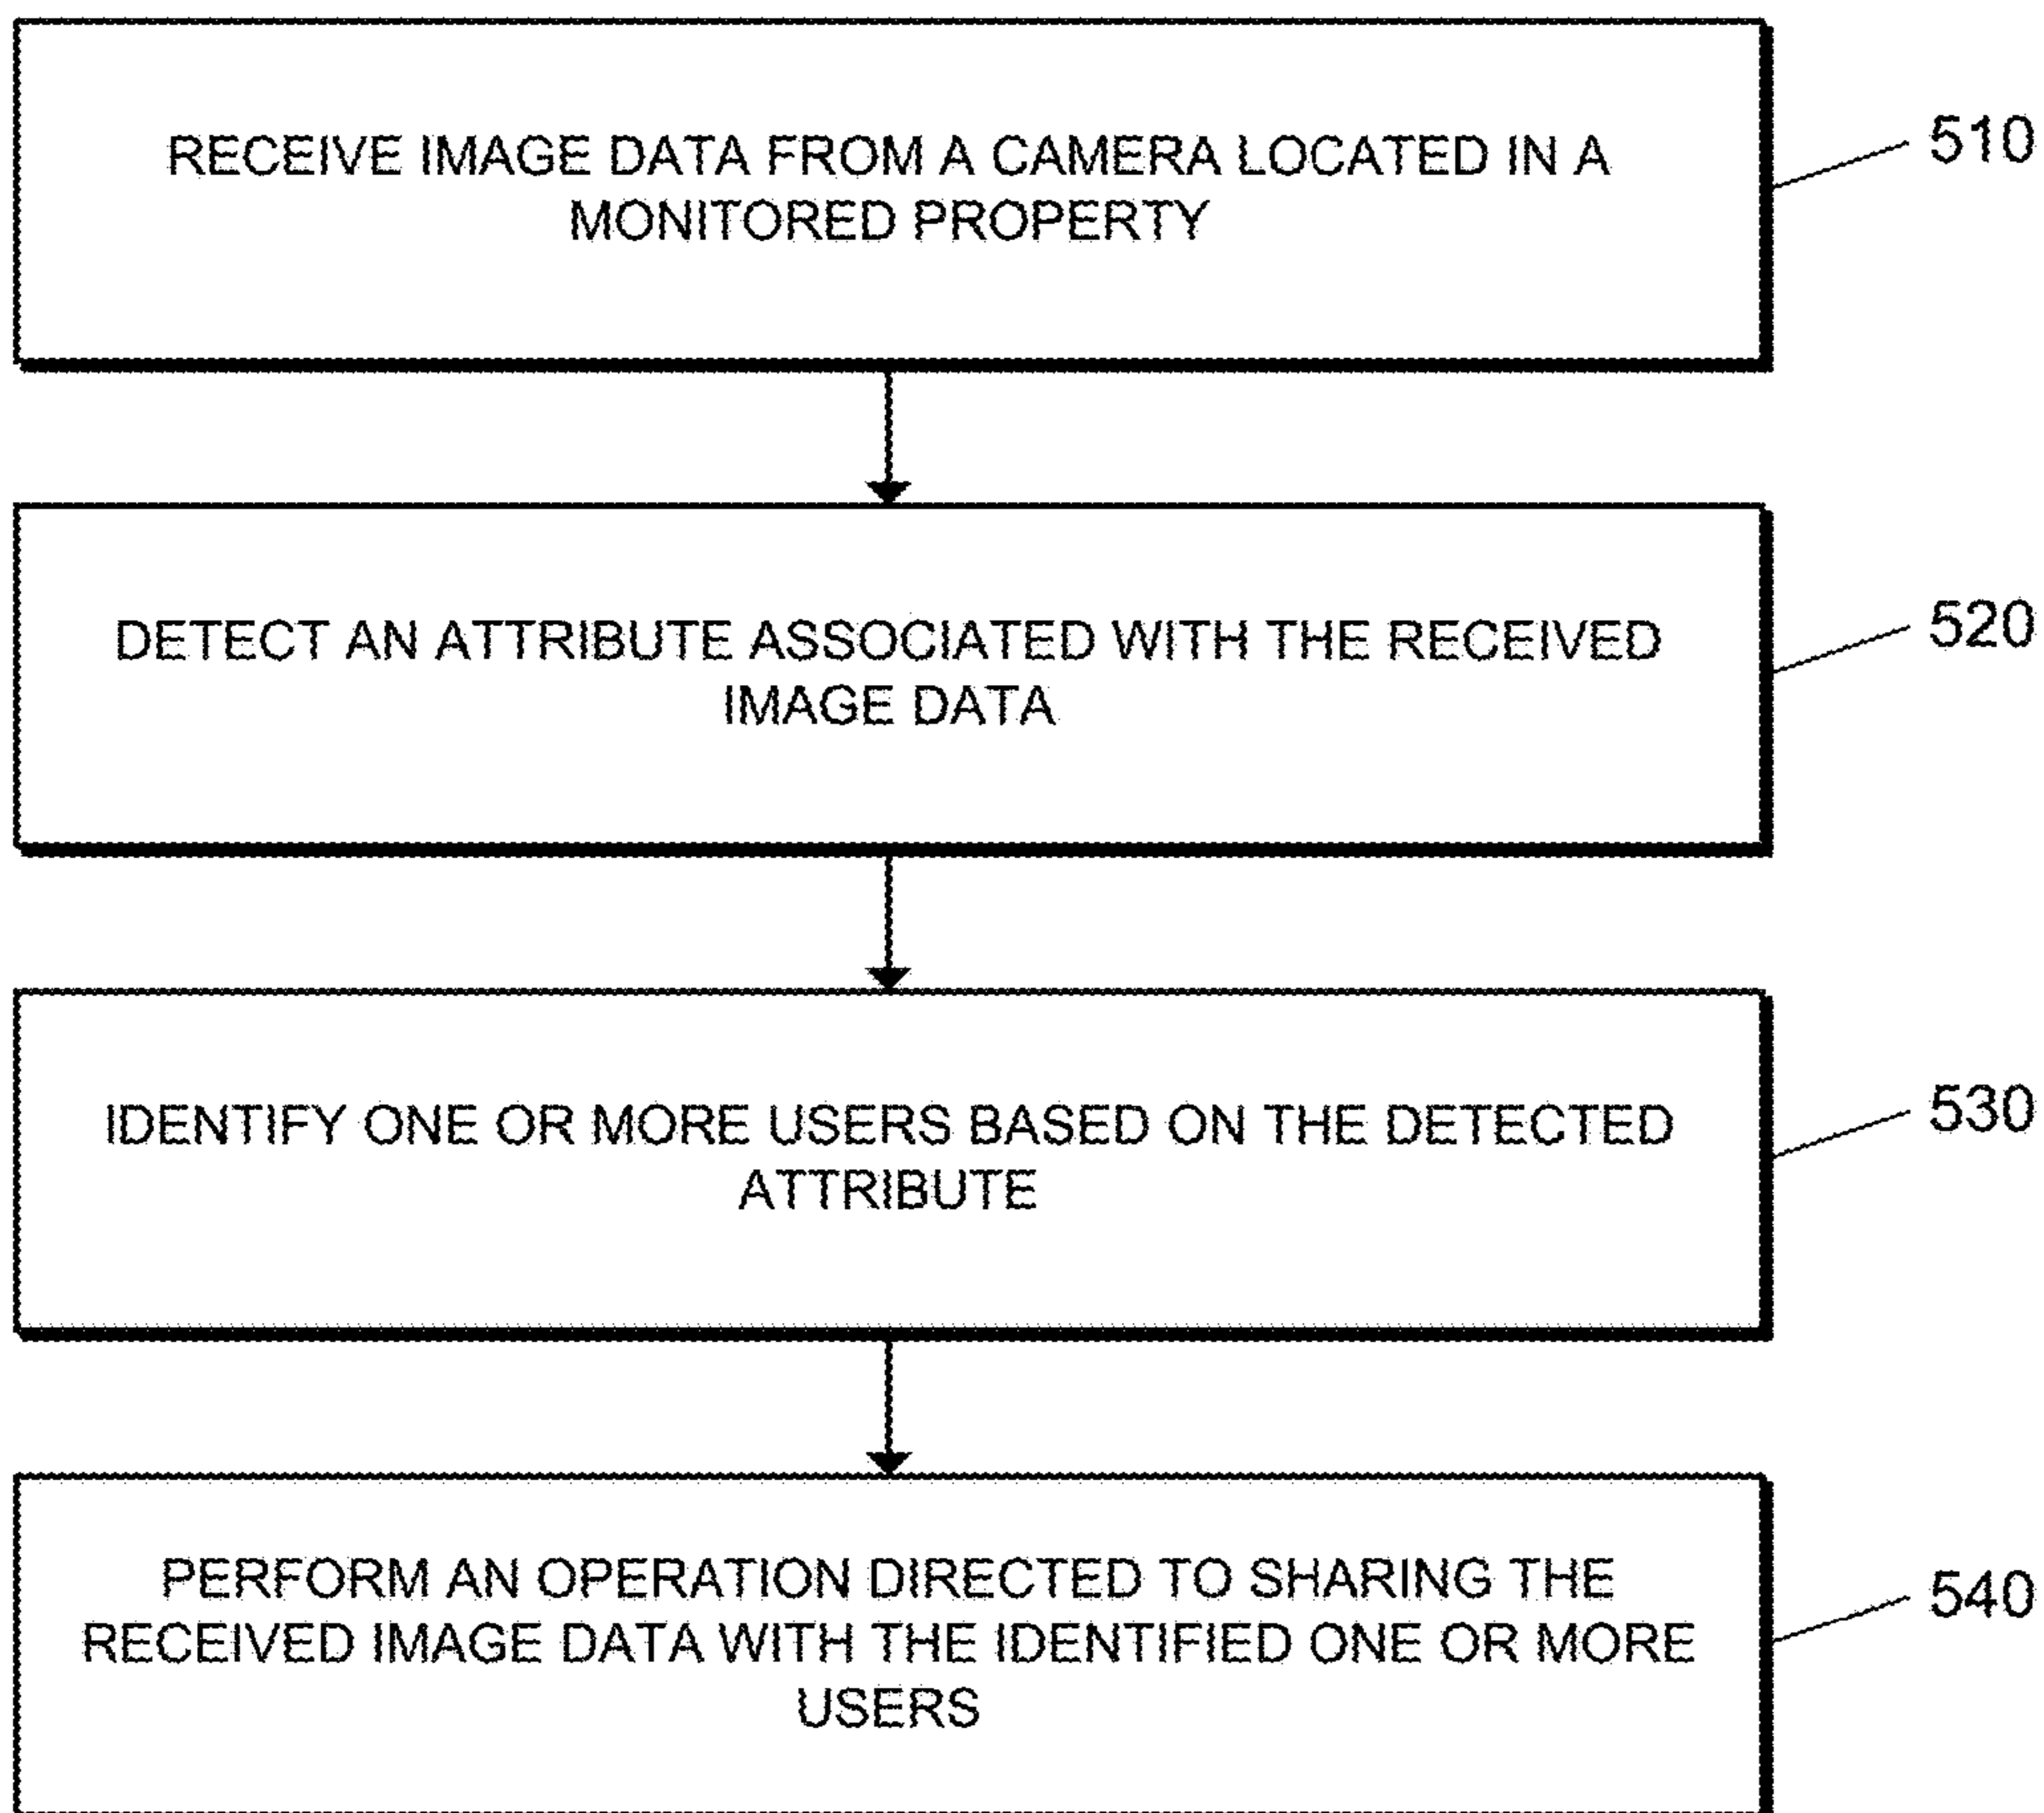 RECEIVE IMAGE DATA FROM A CAMERA LOCATED IN A
MONITORED PROPERTY
510
DETECT AN ATTRIBUTE ASSOCIATED WITH THE RECEIVED
IMAGE DATA
520
IDENTIFY ONE OR MORE USERS BASED ON THE DETECTED
ATTRIBUTE
530
PERFORM AN OPERATION DIRECTED TO SHARING THE
RECEIVED IMAGE DATA WITH THE IDENTIFIED ONE OR MORE
USERS
540